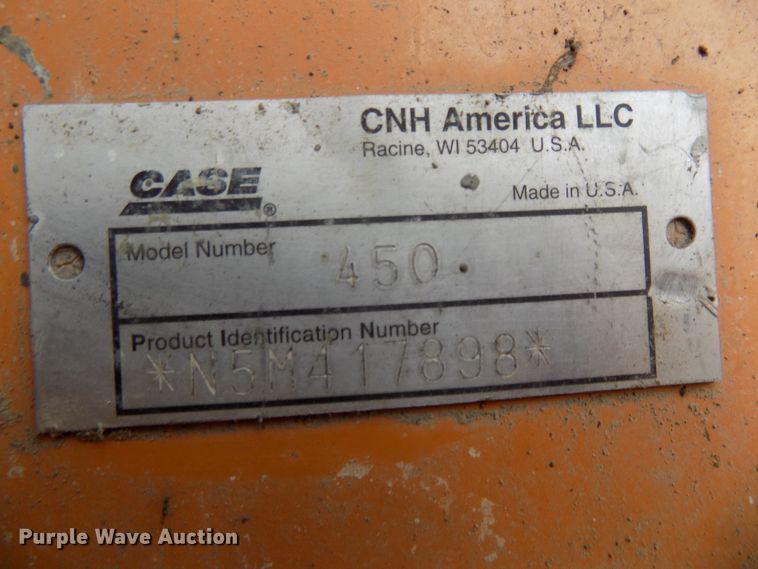 CNH America LLC
Racine, WI 53404 U.S.A.
CASE ®
Made in U.S.A.
Model Number
450
Product Identification Number
*N5M417898*
Purple Wave Auction®